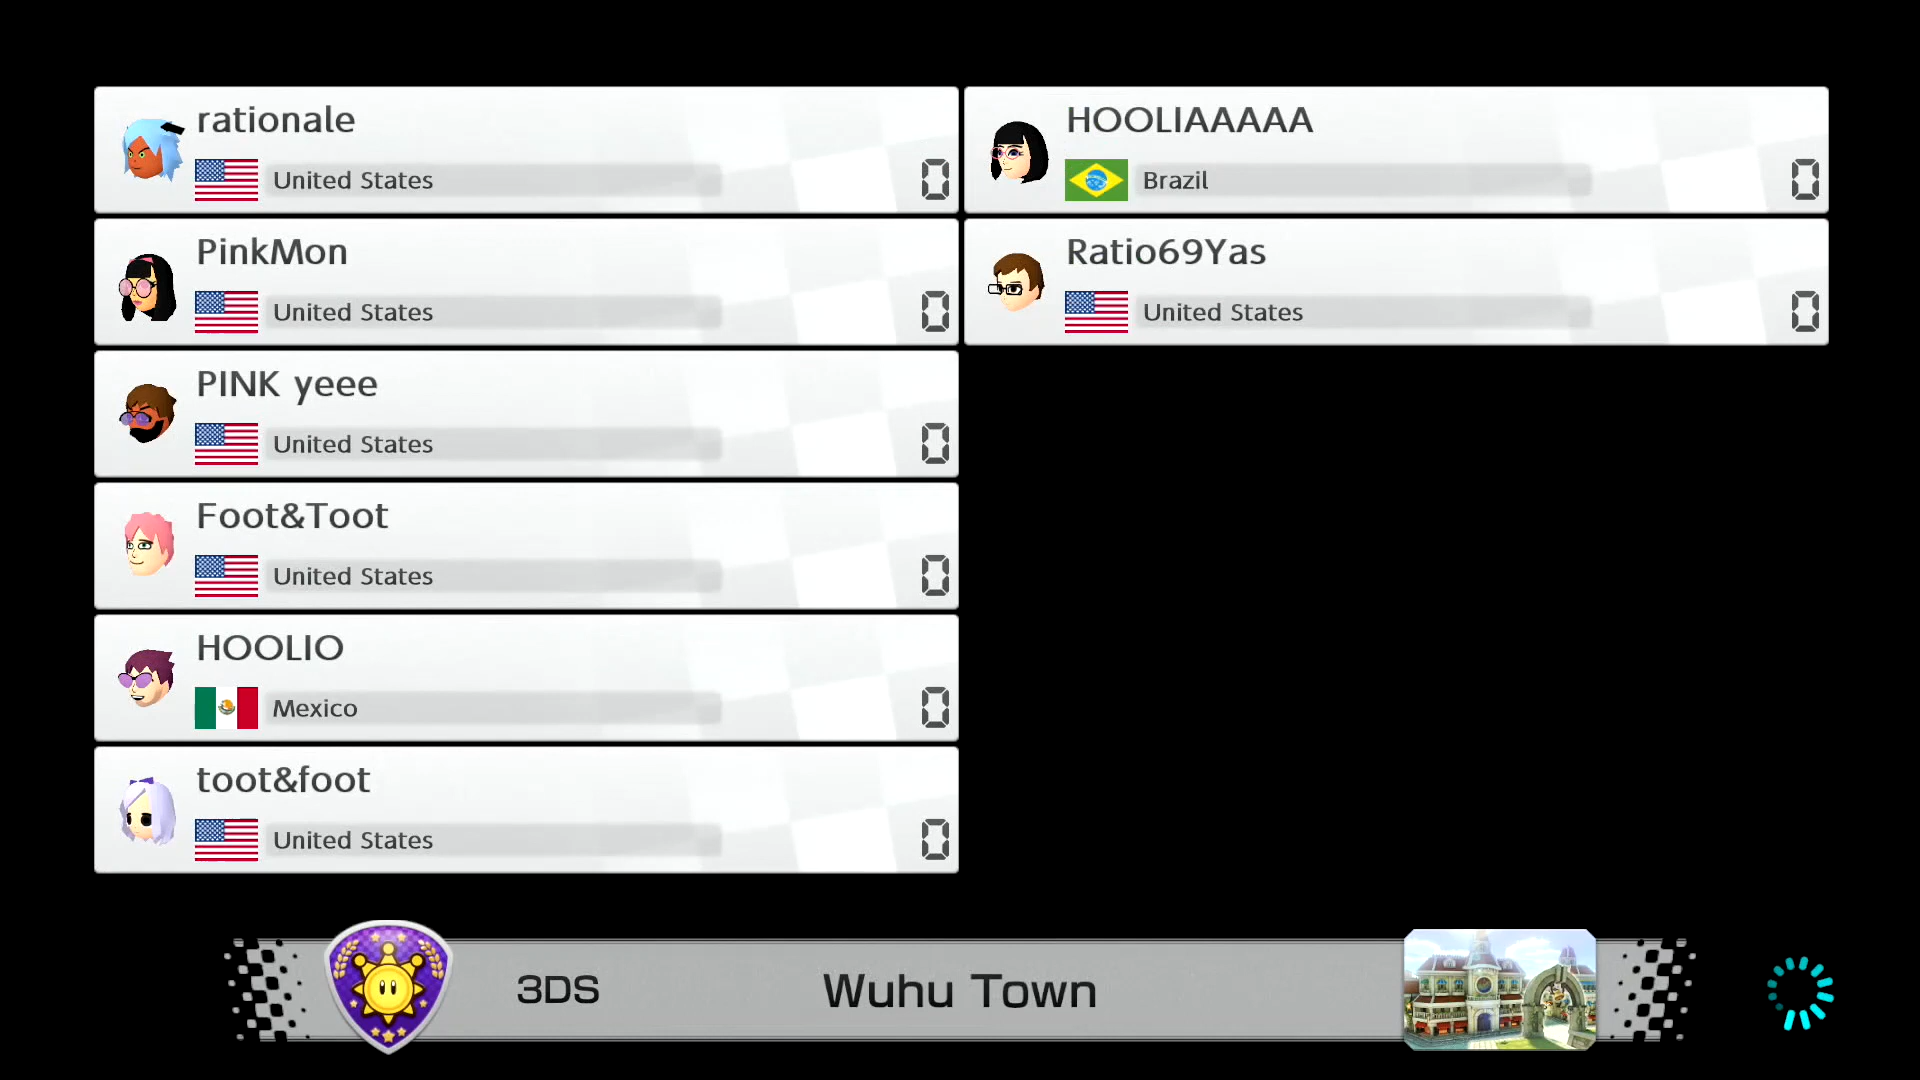 rationale
United States
0
PinkMon
United States
0
PINK yeee
United States
0
Foot&Toot
United States
0
HOOLIO
Mexico
0
toot&foot
United States
0
HOOLIAAAAA
Brazil
0
Ratio69Yas
United States
0
3DS
Wuhu Town